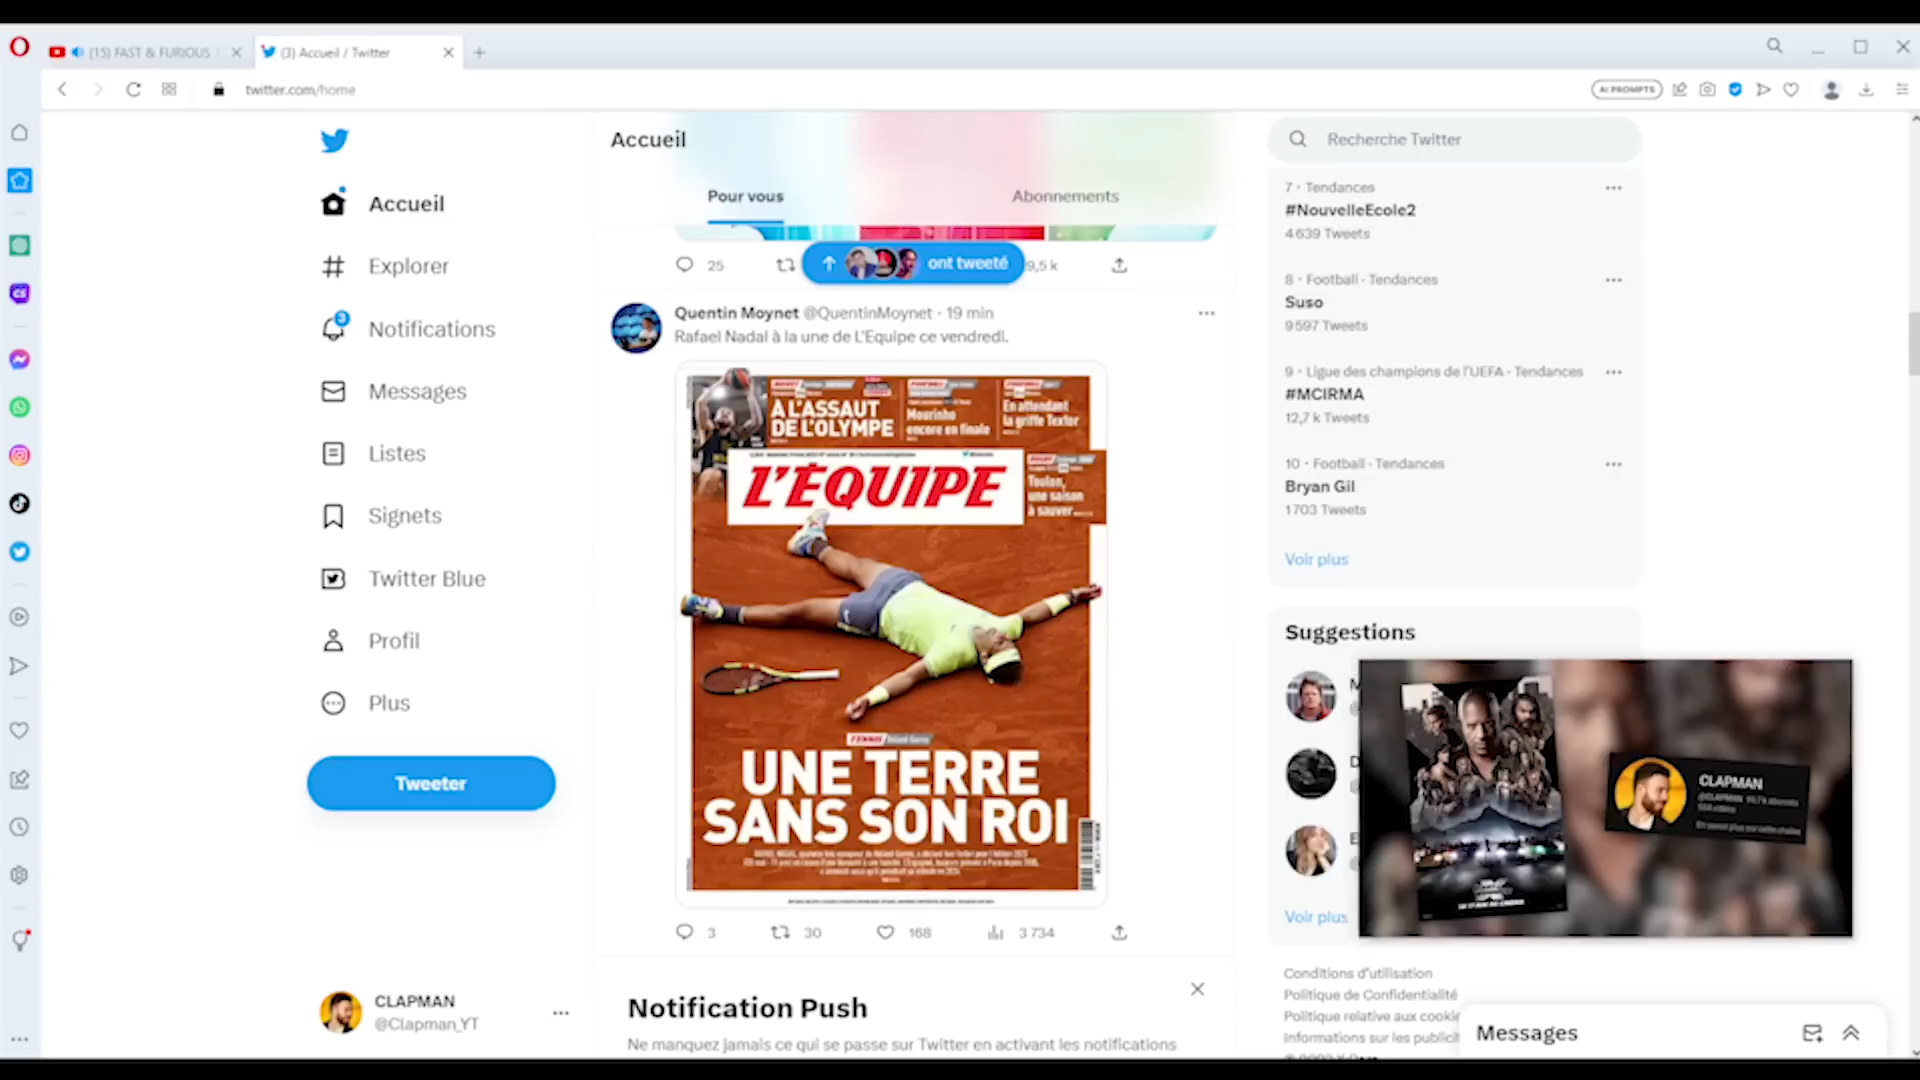 (15) FAST & FURIOUS
(3) Accueil / Twitter
twitter.com/home
AI PROMPTS
Accueil
Explorer
3
Notifications
Messages
Listes
Signets
Twitter Blue
Profil
Plus
Tweeter
CLAPMAN
@Clapman_YT
Accueil
Pour vous
Abonnements
25
ont tweeté
9,5 k
Quentin Moynet @QuentinMoynet · 19 min
Rafael Nadal à la une de L'Equipe ce vendredi.
À L'ASSAUT
DE L'OLYMPE
Mourinho
encore en finale
En attendant
la griffe Textor
L'ÉQUIPE
Toulon,
une saison
à sauver
TENNIS Roland-Garros
UNE TERRE
SANS SON ROI
3
30
168
3 734
Notification Push
Ne manquez jamais ce qui se passe sur Twitter en activant les notifications
Recherche Twitter
7 · Tendances
#NouvelleEcole2
4 639 Tweets
8 · Football · Tendances
Suso
9 597 Tweets
9 · Ligue des champions de l'UEFA · Tendances
#MCIRMA
12,7 k Tweets
10 · Football · Tendances
Bryan Gil
1 703 Tweets
Voir plus
Suggestions
CLAPMAN
Voir plus
Conditions d'utilisation
Politique de Confidentialité
Politique relative aux cookie
Informations sur les publicit
Messages